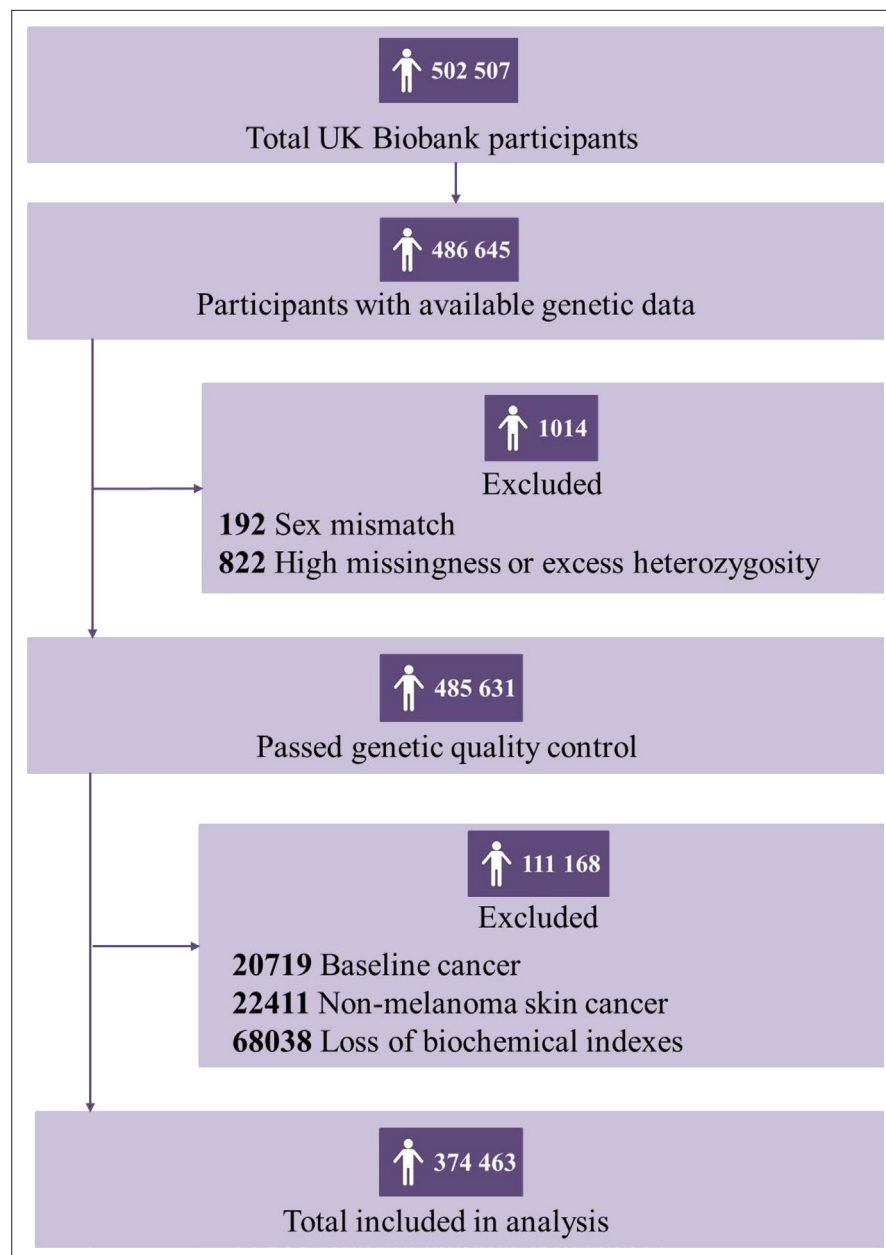 502 507
Total UK Biobank participants
486 645
Participants with available genetic data
1014
Excluded
192 Sex mismatch
822 High missingness or excess heterozygosity
485 631
Passed genetic quality control
111 168
Excluded
20719 Baseline cancer
22411 Non-melanoma skin cancer
68038 Loss of biochemical indexes
374 463
Total included in analysis